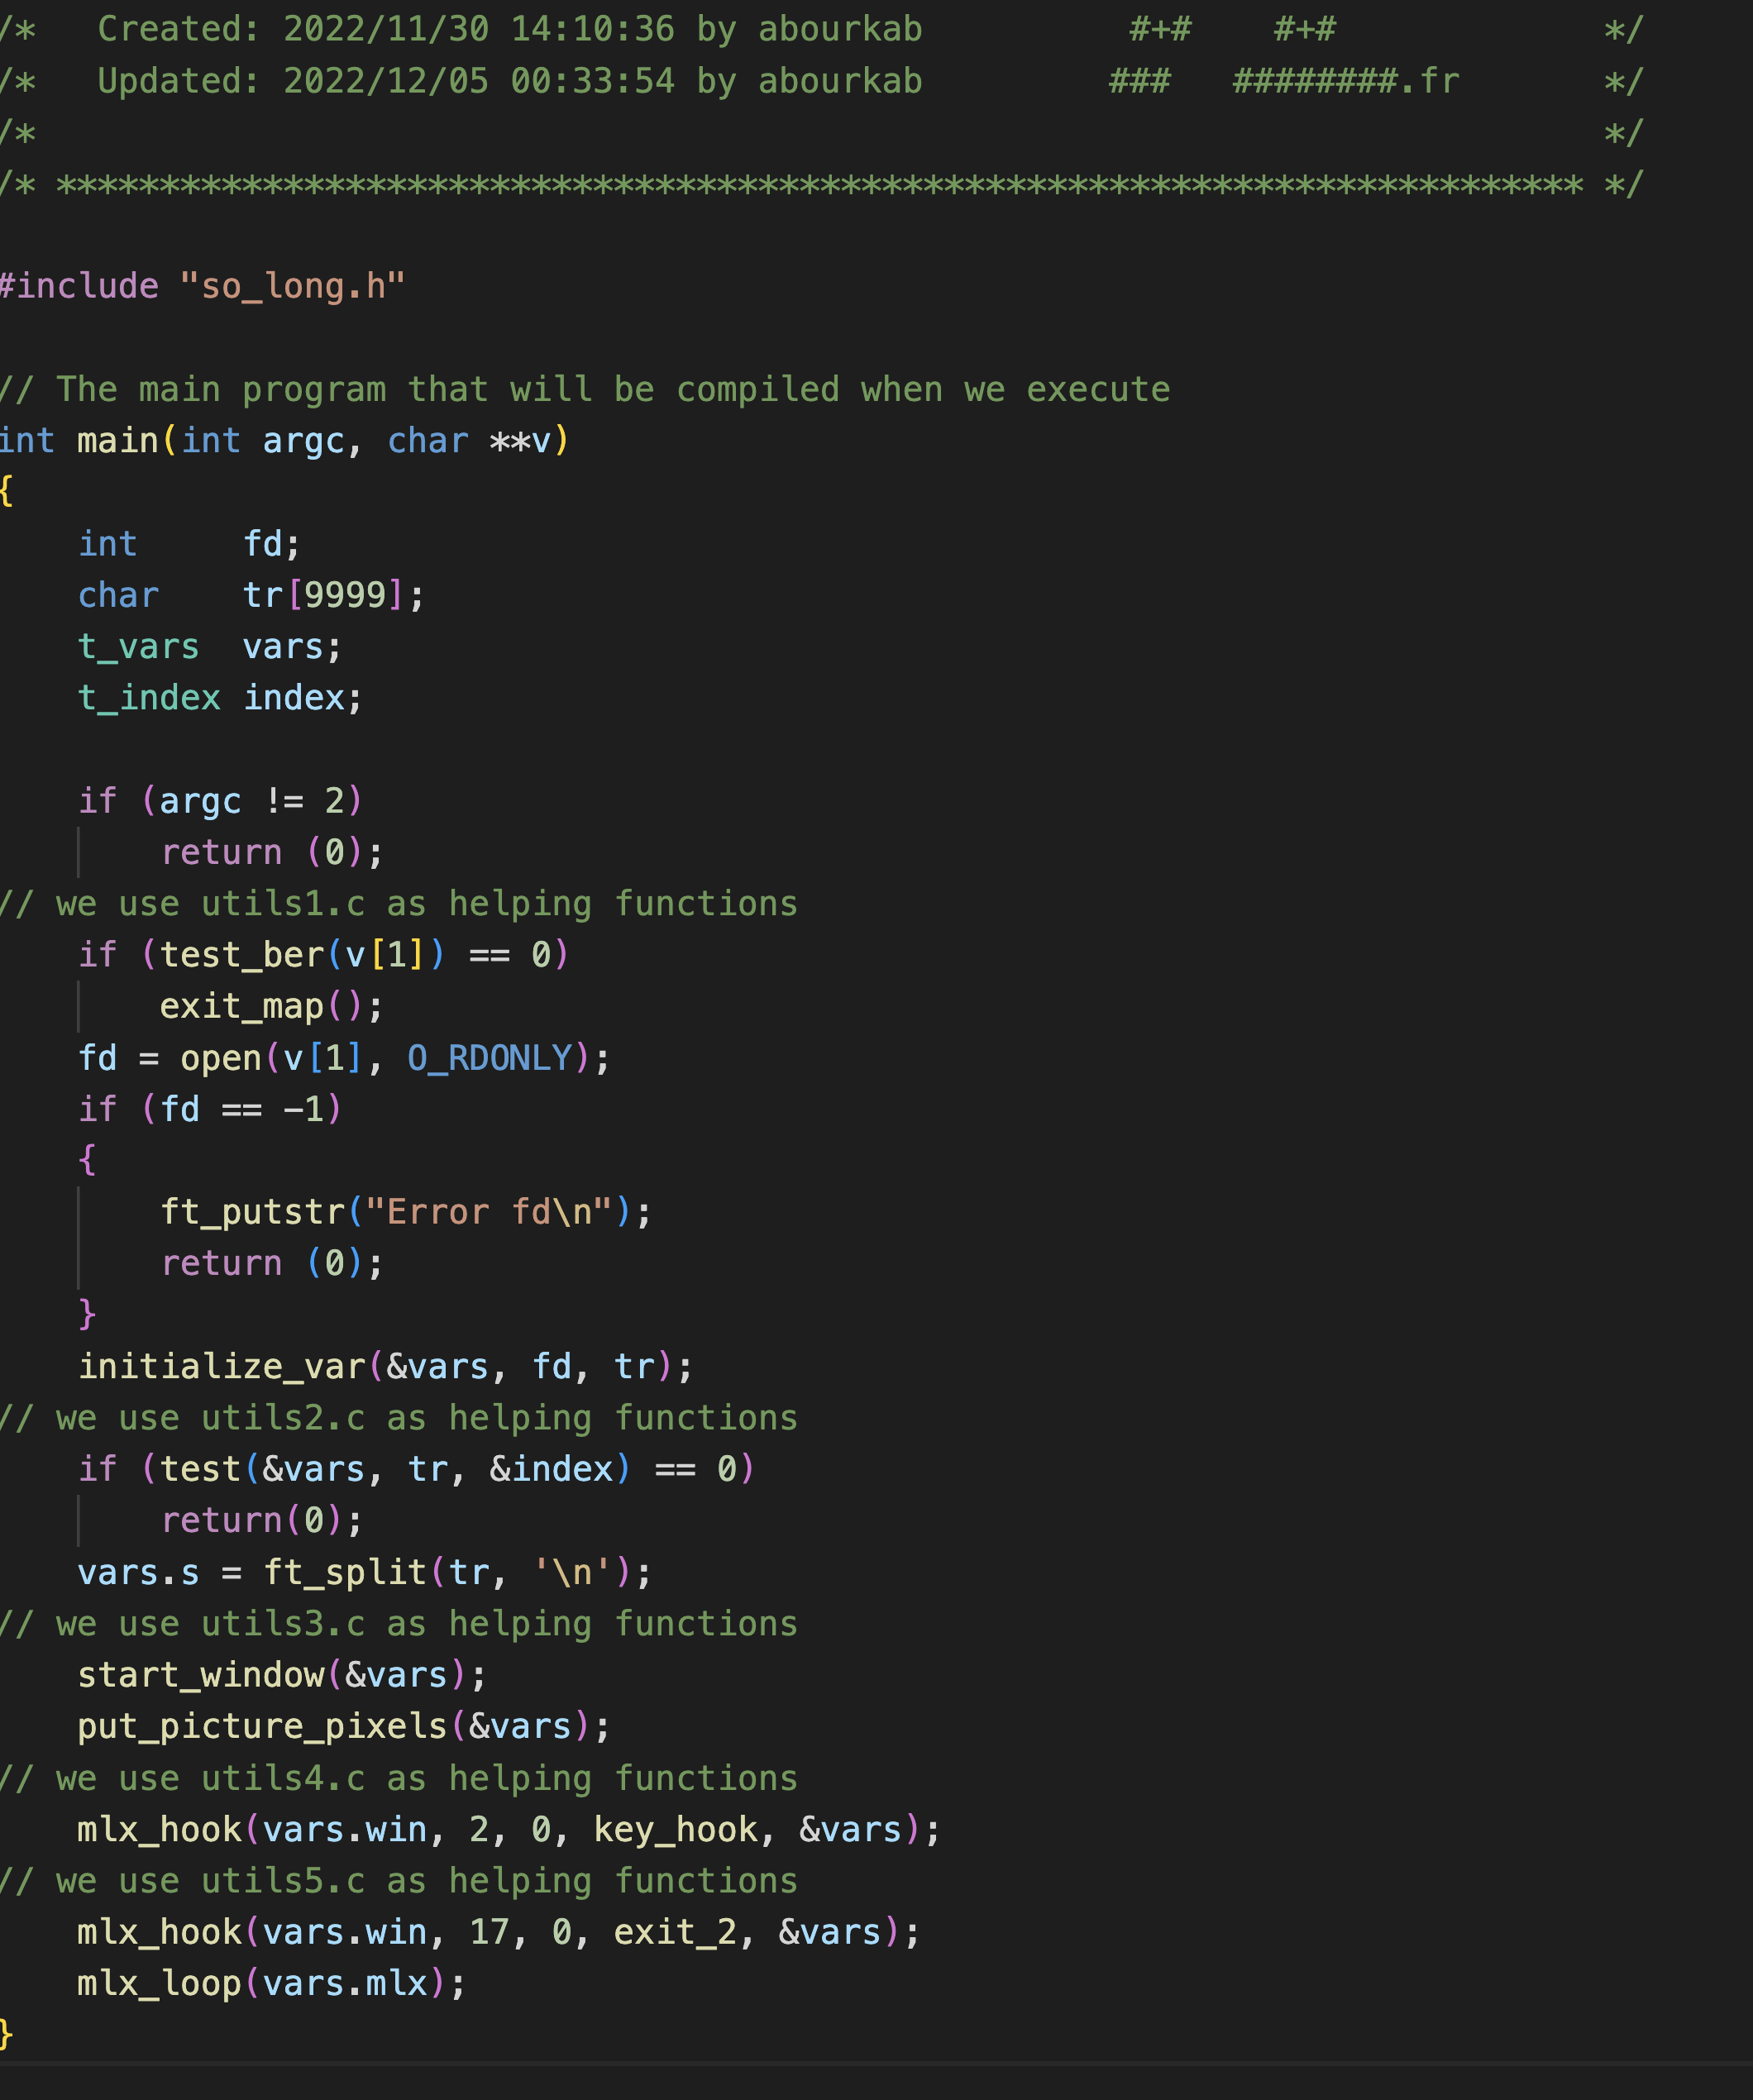 /*   Created: 2022/11/30 14:10:36 by abourkab          #+#    #+#             */
/*   Updated: 2022/12/05 00:33:54 by abourkab         ###   ########.fr       */
/*                                                                            */
/* ************************************************************************** */

#include "so_long.h"

// The main program that will be compiled when we execute
int main(int argc, char **v)
{
    int     fd;
    char    tr[9999];
    t_vars  vars;
    t_index index;

    if (argc != 2)
        return (0);
// we use utils1.c as helping functions
    if (test_ber(v[1]) == 0)
        exit_map();
    fd = open(v[1], O_RDONLY);
    if (fd == -1)
    {
        ft_putstr("Error fd\n");
        return (0);
    }
    initialize_var(&vars, fd, tr);
// we use utils2.c as helping functions
    if (test(&vars, tr, &index) == 0)
        return(0);
    vars.s = ft_split(tr, '\n');
// we use utils3.c as helping functions
    start_window(&vars);
    put_picture_pixels(&vars);
// we use utils4.c as helping functions
    mlx_hook(vars.win, 2, 0, key_hook, &vars);
// we use utils5.c as helping functions
    mlx_hook(vars.win, 17, 0, exit_2, &vars);
    mlx_loop(vars.mlx);
}